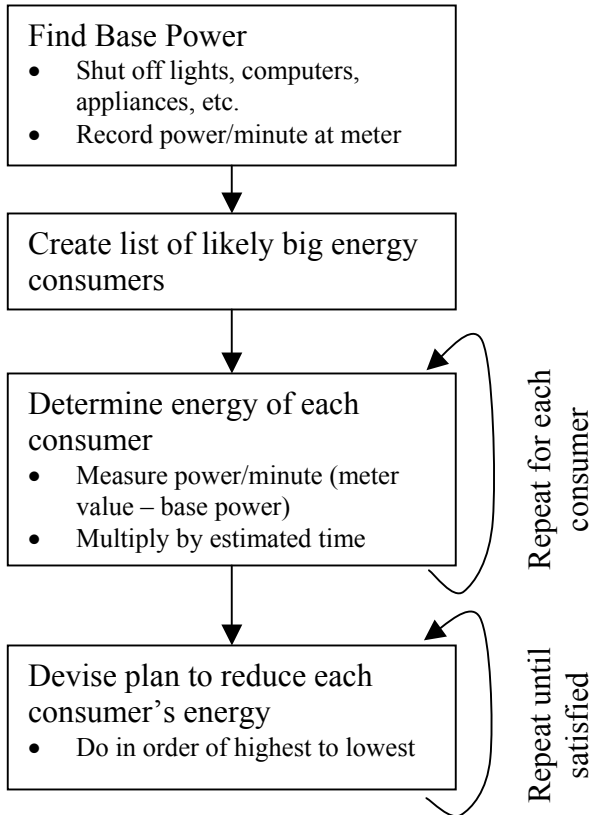 Find Base Power
• Shut off lights, computers,
appliances, etc.
• Record power/minute at meter
Create list of likely big energy
consumers
Determine energy of each
consumer
• Measure power/minute (meter
value – base power)
• Multiply by estimated time
Repeat for each
consumer
Devise plan to reduce each
consumer’s energy
• Do in order of highest to lowest
Repeat until
satisfied